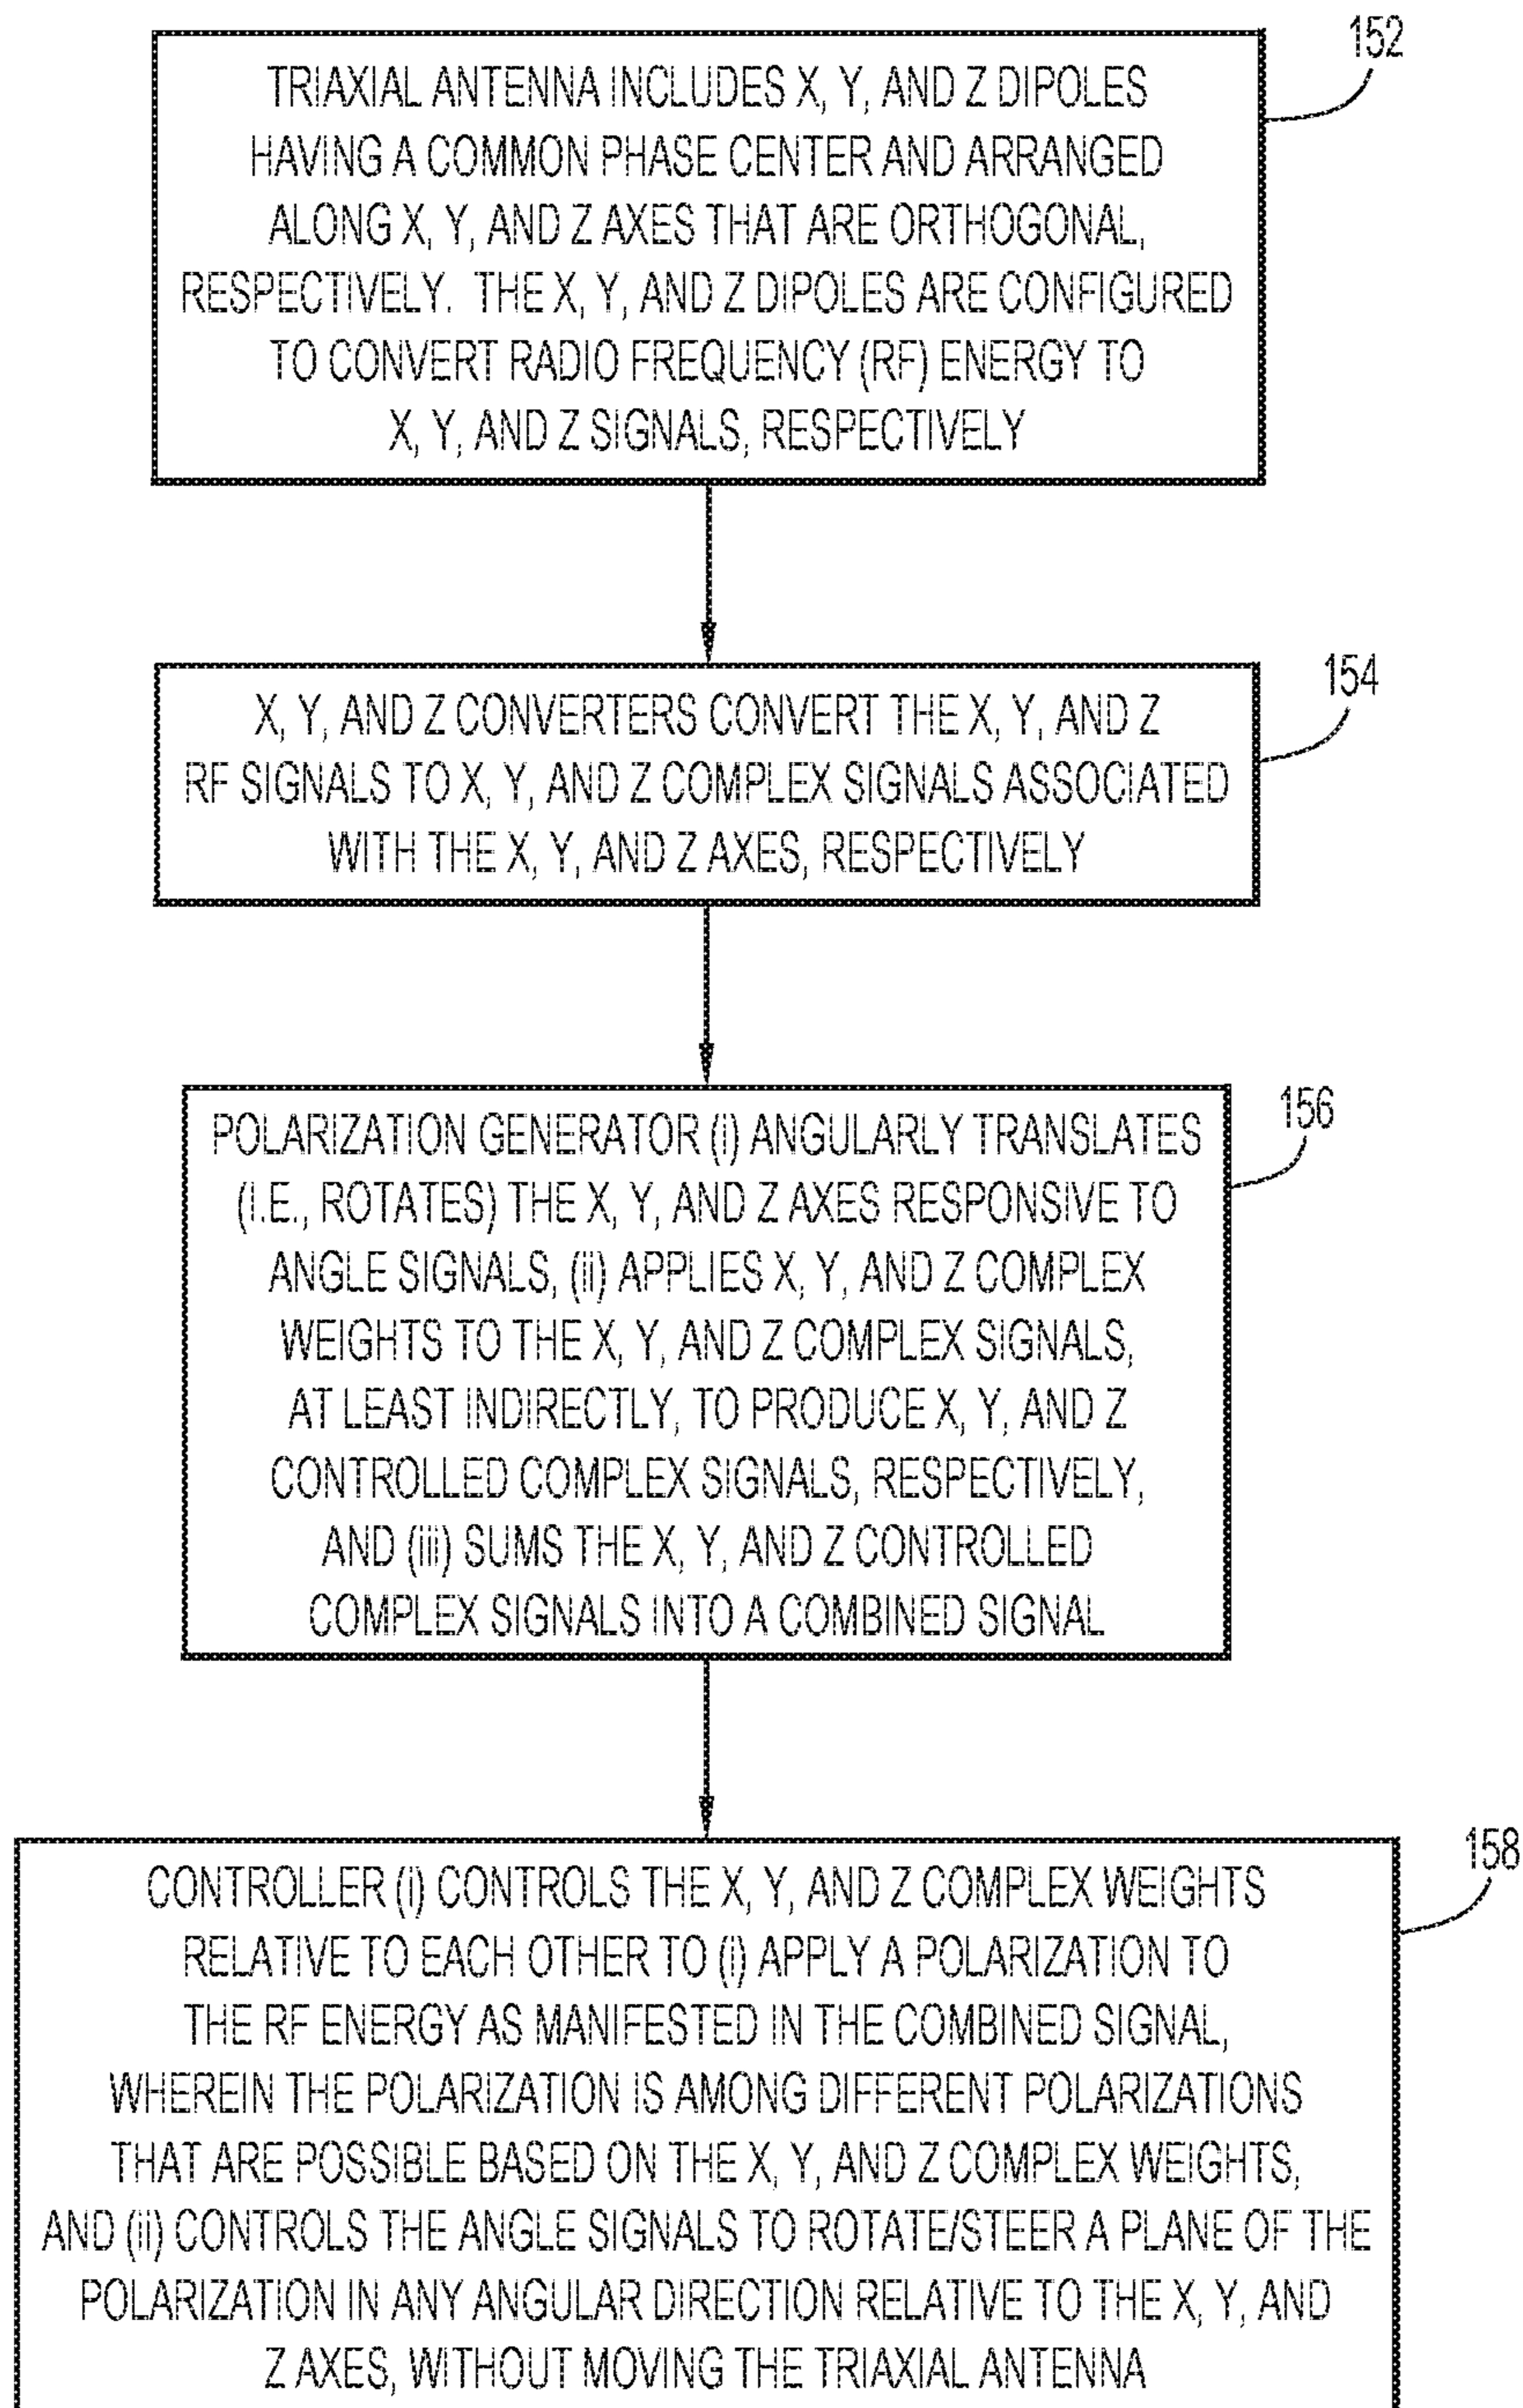 152
TRIAXIAL ANTENNA INCLUDES X, Y, AND Z DIPOLES
HAVING A COMMON PHASE CENTER AND ARRANGED
ALONG X, Y, AND Z AXES THAT ARE ORTHOGONAL,
RESPECTIVELY. THE X, Y, AND Z DIPOLES ARE CONFIGURED
TO CONVERT RADIO FREQUENCY (RF) ENERGY TO
X, Y, AND Z SIGNALS, RESPECTIVELY
154
X, Y, AND Z CONVERTERS CONVERT THE X, Y, AND Z
RF SIGNALS TO X, Y, AND Z COMPLEX SIGNALS ASSOCIATED
WITH THE X, Y, AND Z AXES, RESPECTIVELY
156
POLARIZATION GENERATOR (i) ANGULARLY TRANSLATES
(I.E., ROTATES) THE X, Y, AND Z AXES RESPONSIVE TO
ANGLE SIGNALS, (ii) APPLIES X, Y, AND Z COMPLEX
WEIGHTS TO THE X, Y, AND Z COMPLEX SIGNALS,
AT LEAST INDIRECTLY, TO PRODUCE X, Y, AND Z
CONTROLLED COMPLEX SIGNALS, RESPECTIVELY,
AND (iii) SUMS THE X, Y, AND Z CONTROLLED
COMPLEX SIGNALS INTO A COMBINED SIGNAL
158
CONTROLLER (i) CONTROLS THE X, Y, AND Z COMPLEX WEIGHTS
RELATIVE TO EACH OTHER TO (i) APPLY A POLARIZATION TO
THE RF ENERGY AS MANIFESTED IN THE COMBINED SIGNAL,
WHEREIN THE POLARIZATION IS AMONG DIFFERENT POLARIZATIONS
THAT ARE POSSIBLE BASED ON THE X, Y, AND Z COMPLEX WEIGHTS,
AND (ii) CONTROLS THE ANGLE SIGNALS TO ROTATE/STEER A PLANE OF THE
POLARIZATION IN ANY ANGULAR DIRECTION RELATIVE TO THE X, Y, AND
Z AXES, WITHOUT MOVING THE TRIAXIAL ANTENNA